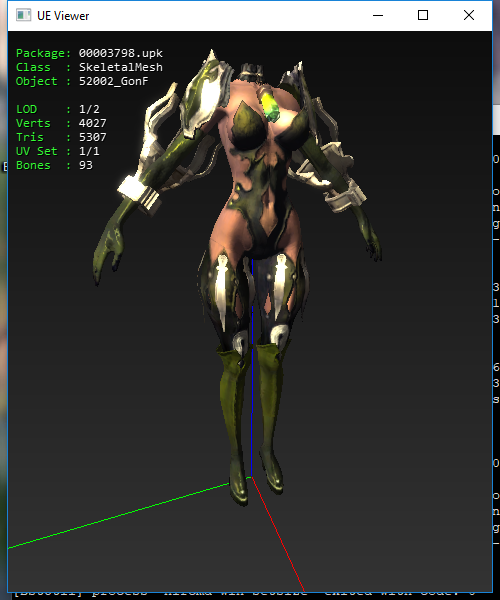 UE Viewer
Package: 00003798.upk
Class  : SkeletalMesh
Object : 52002_GonF
LOD    : 1/2
Verts  : 4027
Tris   : 5307
UV Set : 1/1
Bones  : 93